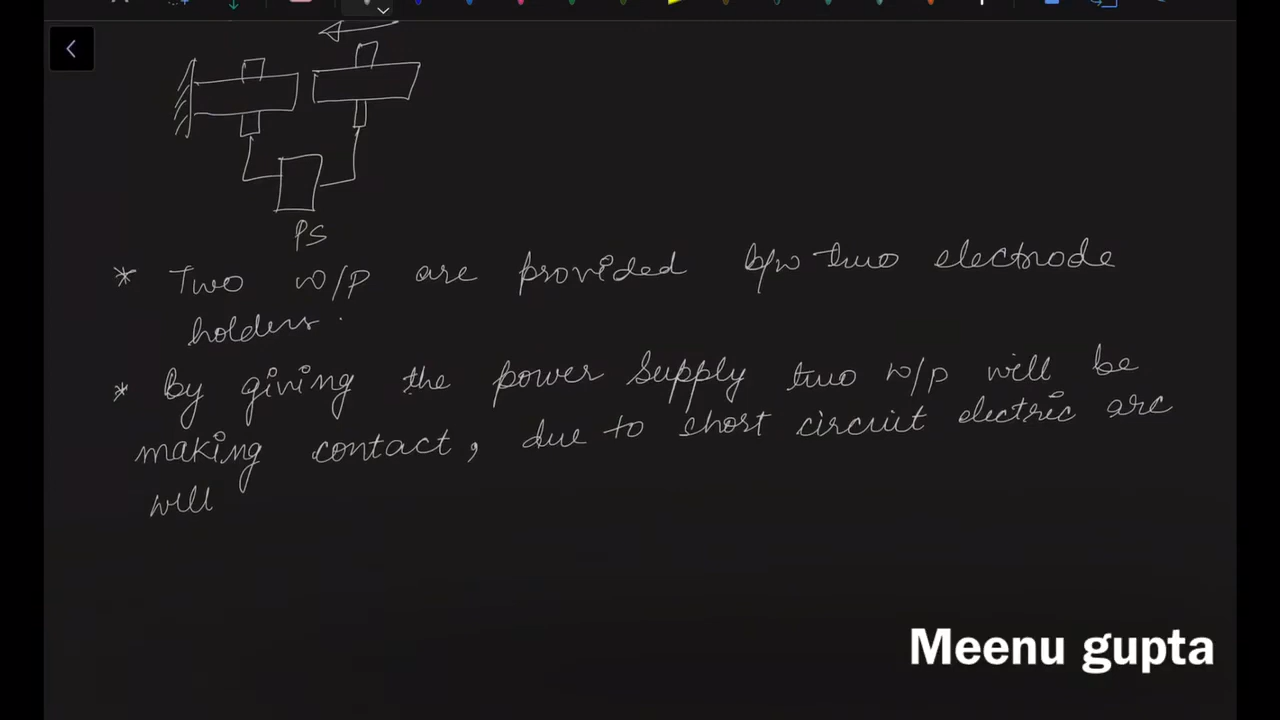 PS
* Two w/p are provided b/w two electrode
holders.
* By giving the power supply two w/p will be
making contact, due to short circuit electric arc
will
Meenu gupta